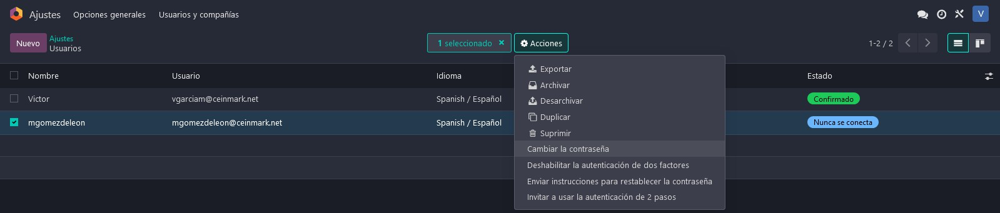 Ajustes Opciones generales Usuarios y compañías V
Nuevo Ajustes 1 seleccionado × Acciones 1-2 / 2
Usuarios
Exportar
Nombre Usuario Idioma Estado
Archivar
Victor vgarciam@ceinmark.net Spanish / Español Desarchivar Confirmado
Duplicar
mgomezdeleon mgomezdeleon@ceinmark.net Spanish / Español Nunca se conecta
Suprimir
Cambiar la contraseña
Deshabilitar la autenticación de dos factores
Enviar instrucciones para restablecer la contraseña
Invitar a usar la autenticación de 2 pasos